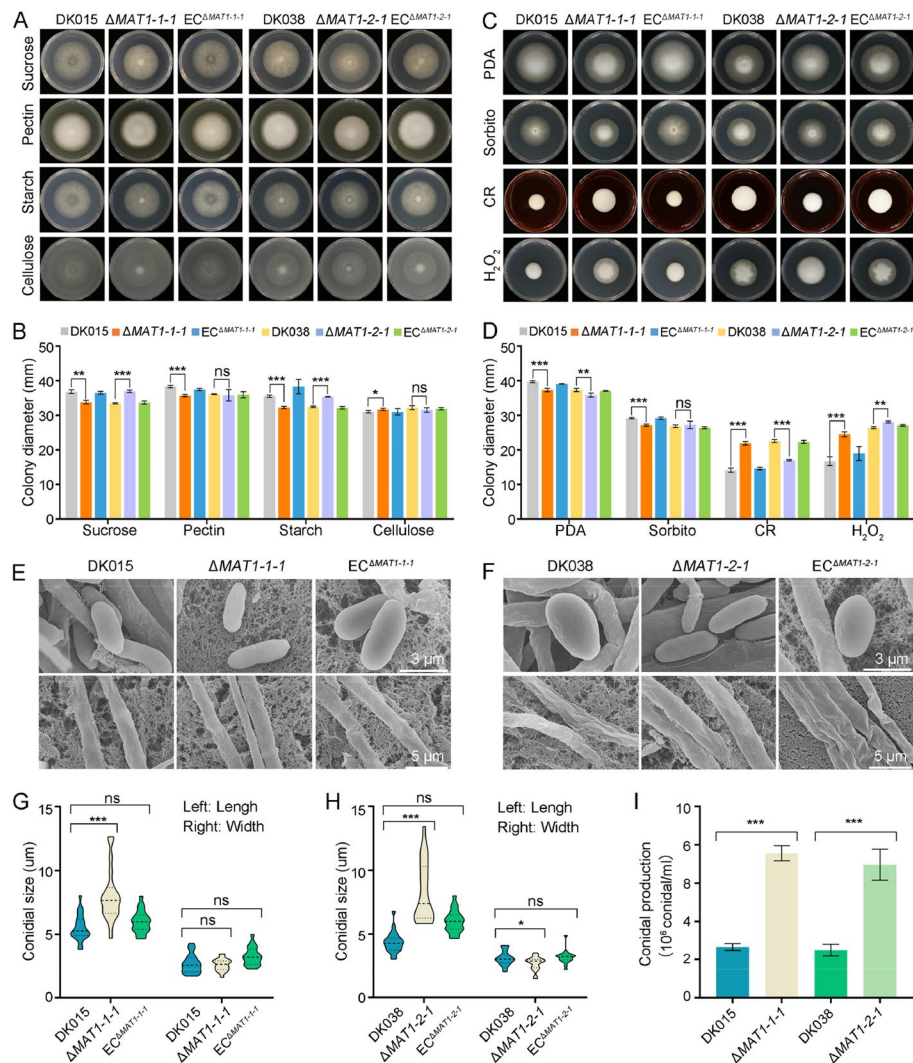 A
DK015 ΔMAT1-1-1 EC^ΔMAT1-1-1 DK038 ΔMAT1-2-1 EC^ΔMAT1-2-1
Sucrose
Pectin
Starch
Cellulose
C
DK015 ΔMAT1-1-1 EC^ΔMAT1-1-1 DK038 ΔMAT1-2-1 EC^ΔMAT1-2-1
PDA
Sorbito
CR
H₂O₂
B
DK015 ΔMAT1-1-1 EC^ΔMAT1-1-1 DK038 ΔMAT1-2-1 EC^ΔMAT1-2-1
Colony diameter (mm)
50
40
30
20
10
0
** *** *** ns *** *** * ns
Sucrose Pectin Starch Cellulose
D
DK015 ΔMAT1-1-1 EC^ΔMAT1-1-1 DK038 ΔMAT1-2-1 EC^ΔMAT1-2-1
Colony diameter (mm)
50
40
30
20
10
0
*** ** *** ns *** *** *** **
PDA Sorbito CR H₂O₂
E
DK015 ΔMAT1-1-1 EC^ΔMAT1-1-1
3 μm
5 μm
F
DK038 ΔMAT1-2-1 EC^ΔMAT1-2-1
3 μm
5 μm
G
Conidial size (um)
15
10
5
0
ns
***
Left: Lengh
Right: Width
ns
ns
DK015 ΔMAT1-1-1 EC^ΔMAT1-1-1 DK015 ΔMAT1-1-1 EC^ΔMAT1-1-1
H
Conidial size (um)
15
10
5
0
ns
***
Left: Lengh
Right: Width
ns
*
DK038 ΔMAT1-2-1 EC^ΔMAT1-2-1 DK038 ΔMAT1-2-1 EC^ΔMAT1-2-1
I
Conidal production
(10⁶ conidal/ml)
10
8
6
4
2
0
*** ***
DK015 ΔMAT1-1-1 DK038 ΔMAT1-2-1